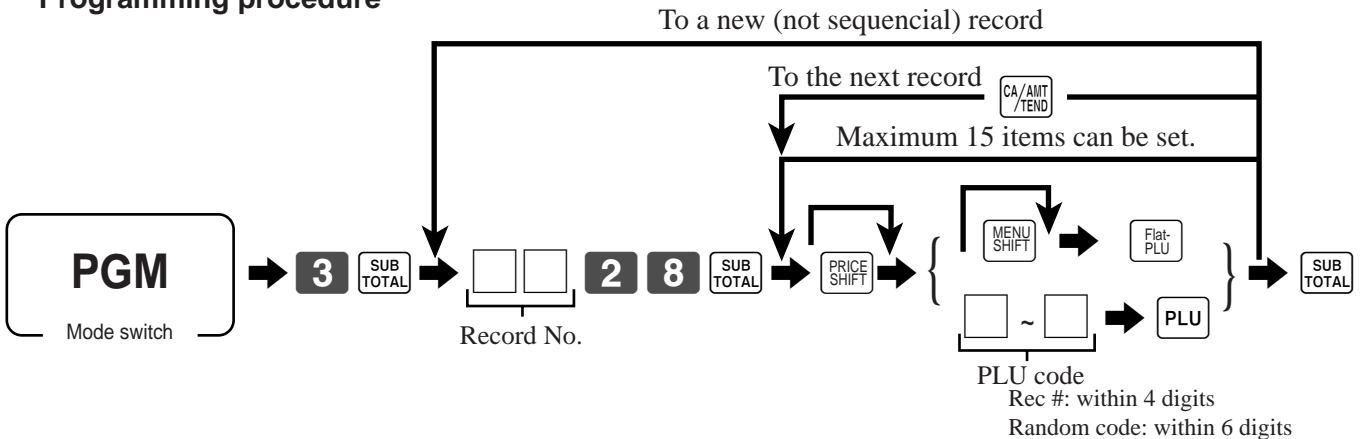 Programming procedure
To a new (not sequencial) record
To the next record
CA/AMT
/TEND
Maximum 15 items can be set.
PGM
Mode switch
3
SUB
TOTAL
2 8
SUB
TOTAL
PRICE
SHIFT
MENU
SHIFT
Flat-
PLU
~
PLU
SUB
TOTAL
Record No.
PLU code
Rec #: within 4 digits
Random code: within 6 digits